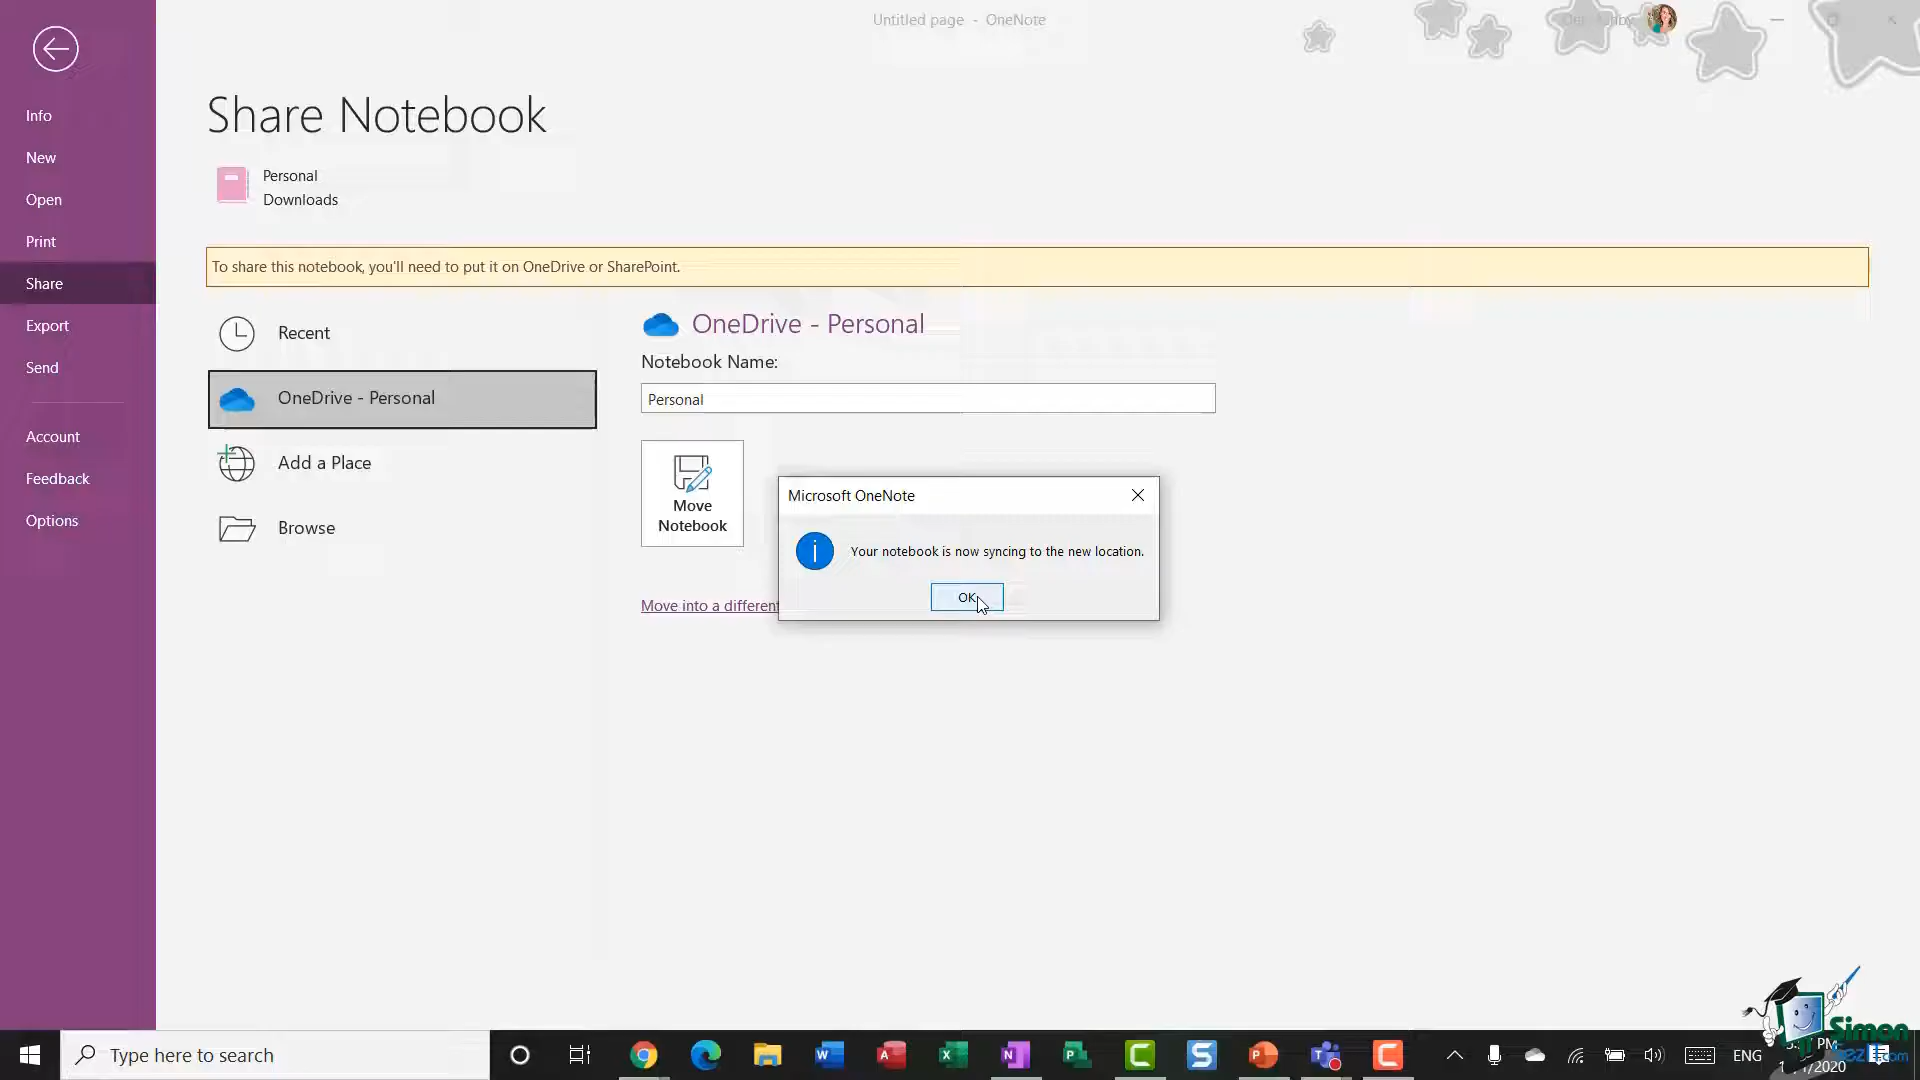 Untitled page - OneNote
Share Notebook
Info
New
Open
Print
Share
Export
Send
Account
Feedback
Options
Personal
Downloads
To share this notebook, you'll need to put it on OneDrive or SharePoint.
Recent
OneDrive - Personal
Add a Place
Browse
OneDrive - Personal
Notebook Name:
Personal
Move
Notebook
Move into a different
Microsoft OneNote
Your notebook is now syncing to the new location.
OK
Type here to search
ENG
PM
Simon